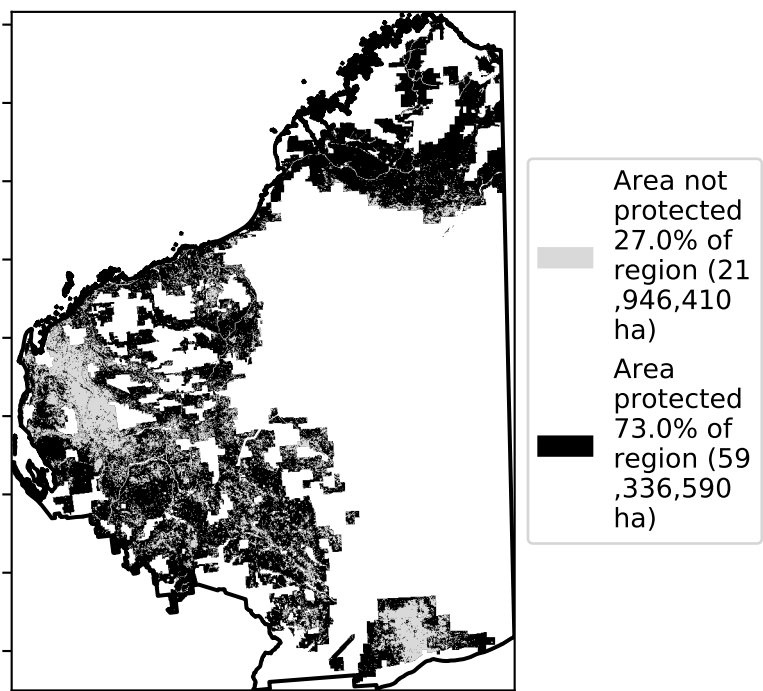 Area not
protected
27.0% of
region (21
,946,410
ha)
Area
protected
73.0% of
region (59
,336,590
ha)